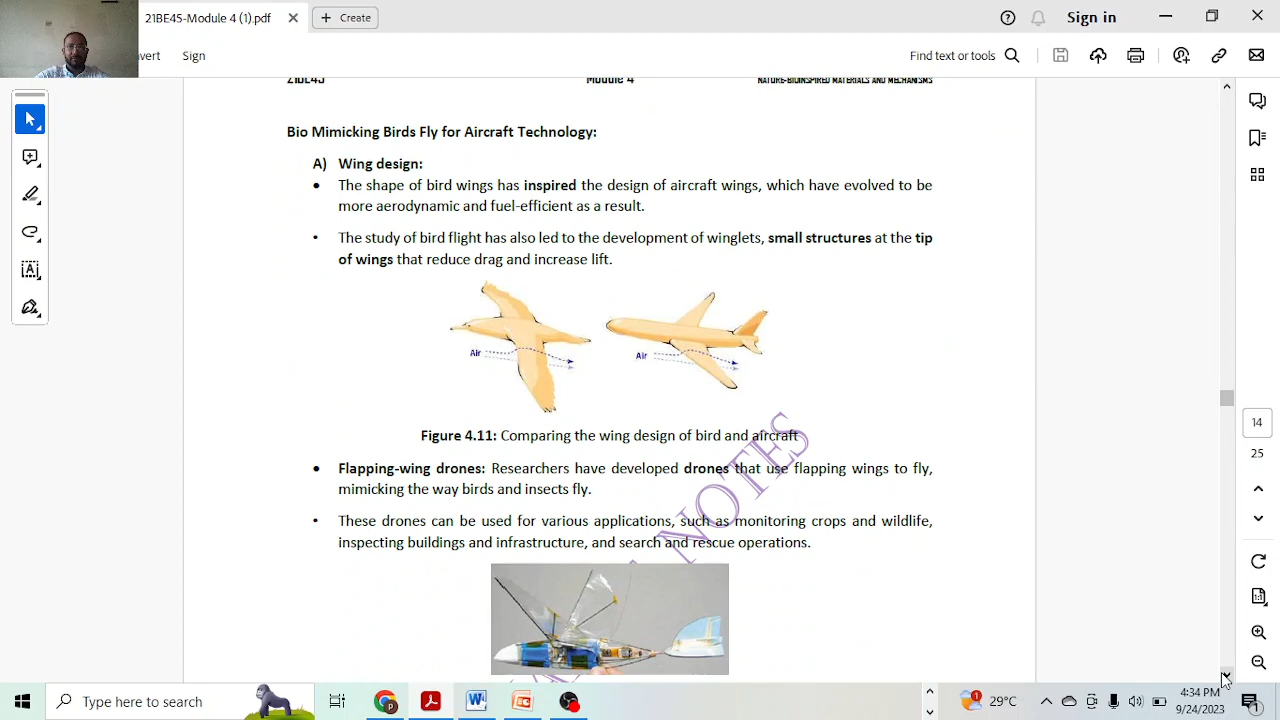 21BE45-Module 4 (1).pdf
Create
Sign in
vert
Sign
Find text or tools
21BE45 Module 4 NATURE-BIOINSPIRED MATERIALS AND MECHANISMS
Bio Mimicking Birds Fly for Aircraft Technology:
A) Wing design:
• The shape of bird wings has inspired the design of aircraft wings, which have evolved to be
more aerodynamic and fuel-efficient as a result.
• The study of bird flight has also led to the development of winglets, small structures at the tip
of wings that reduce drag and increase lift.
Air
Air
Figure 4.11: Comparing the wing design of bird and aircraft
• Flapping-wing drones: Researchers have developed drones that use flapping wings to fly,
mimicking the way birds and insects fly.
• These drones can be used for various applications, such as monitoring crops and wildlife,
inspecting buildings and infrastructure, and search and rescue operations.
NOTES
14
25
1:1
Type here to search
1
29°C
4:34 PM
9/24/2023
1